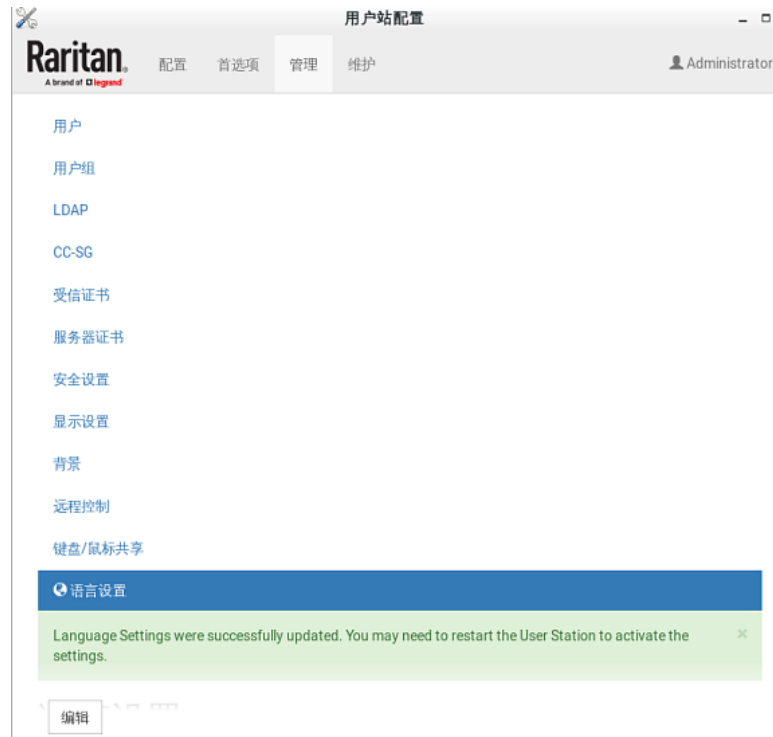 用户站配置
Raritan.
A brand of legrand
配置 首选项 管理 维护 Administrator
用户
用户组
LDAP
CC-SG
受信证书
服务器证书
安全设置
显示设置
背景
远程控制
键盘/鼠标共享
语言设置
Language Settings were successfully updated. You may need to restart the User Station to activate the
settings.
编辑